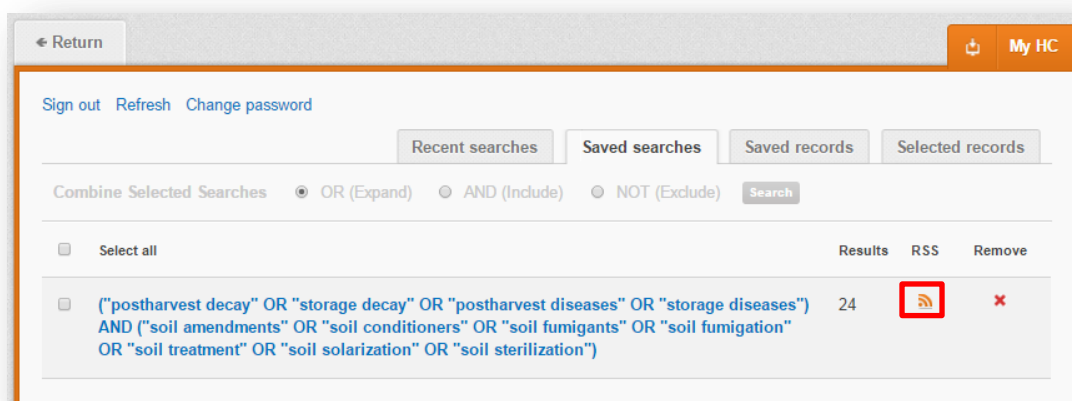 Return
My HC
Sign out Refresh Change password
Recent searches Saved searches Saved records Selected records
Combine Selected Searches OR (Expand) AND (Include) NOT (Exclude) Search
Select all Results RSS Remove
("postharvest decay" OR "storage decay" OR "postharvest diseases" OR "storage diseases") 24
AND ("soil amendments" OR "soil conditioners" OR "soil fumigants" OR "soil fumigation"
OR "soil treatment" OR "soil solarization" OR "soil sterilization")